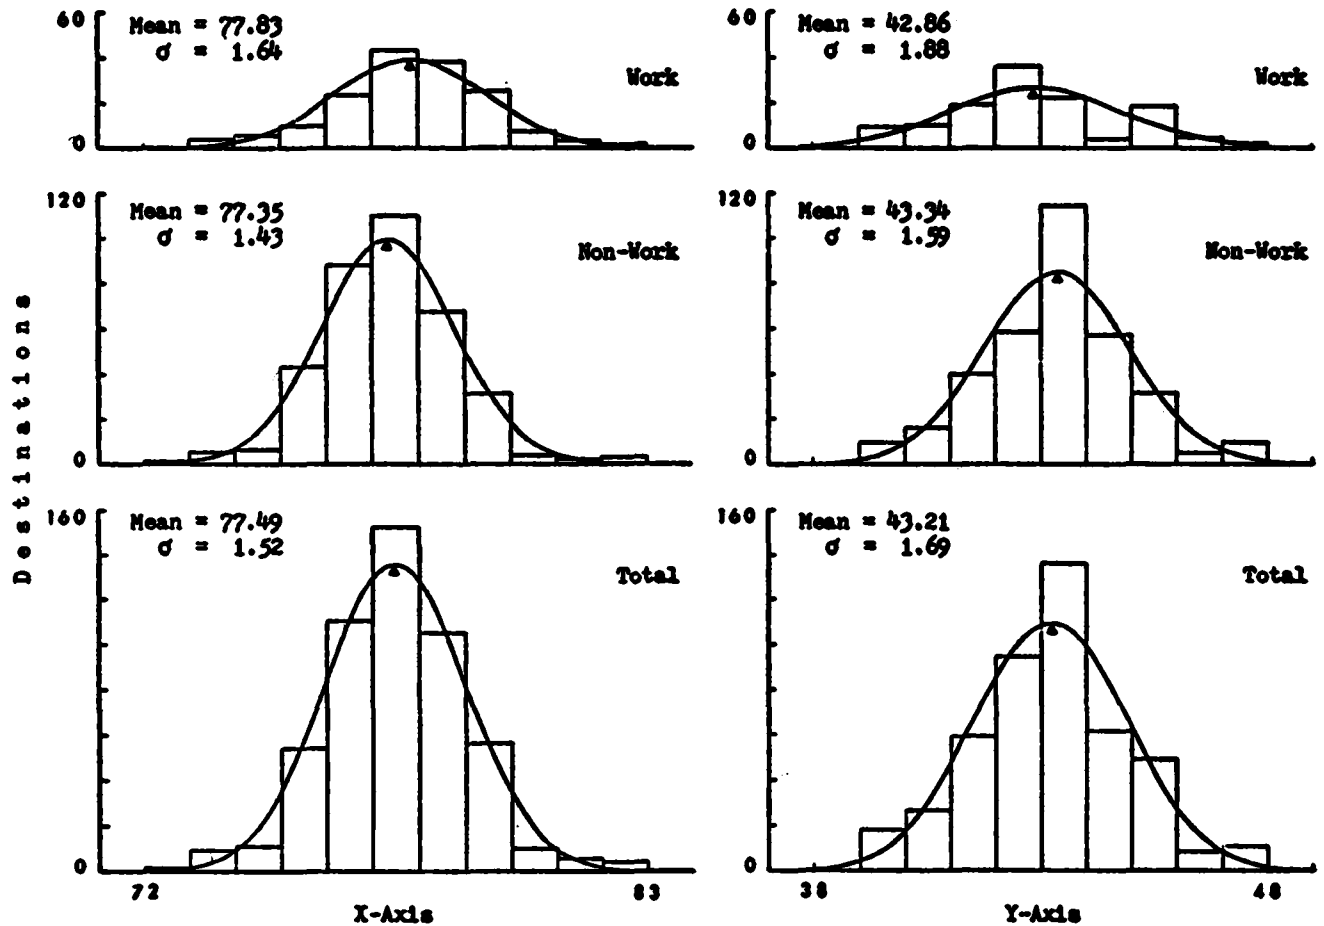 60
Mean = 77.83
σ = 1.64
Work
0
60
Mean = 42.86
σ = 1.88
Work
0
120
Mean = 77.35
σ = 1.43
Non-Work
0
120
Mean = 43.34
σ = 1.59
Non-Work
0
Destinations
160
Mean = 77.49
σ = 1.52
Total
0
72
83
X-Axis
160
Mean = 43.21
σ = 1.69
Total
0
38
48
Y-Axis